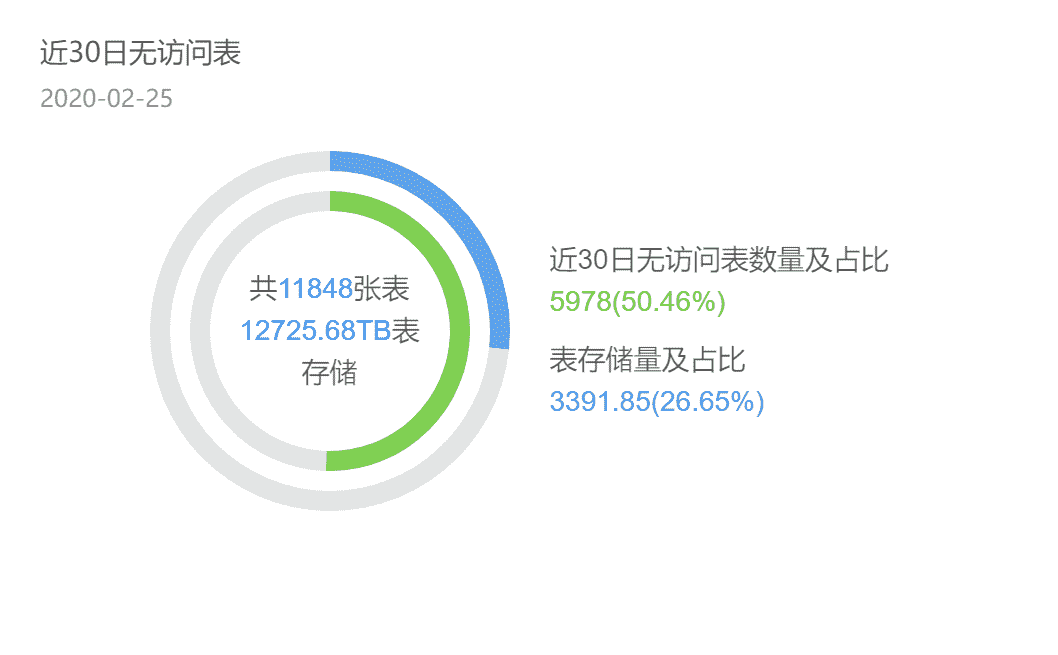 近30日无访问表
2020-02-25
共11848张表
12725.68TB表
存储
近30日无访问表数量及占比
5978(50.46%)
表存储量及占比
3391.85(26.65%)